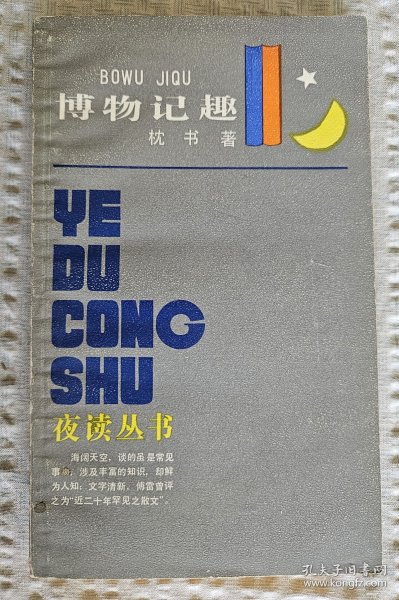 BOWU JIQU
博物记趣
枕书著
YE
DU
CONG
SHU
夜读丛书
海阔天空,谈的虽是常见
事物,涉及丰富的知识,却鲜
为人知;文字清新,傅雷曾评
之为“近二十年罕见之散文”。
孔夫子旧书网
www.kongfz.com